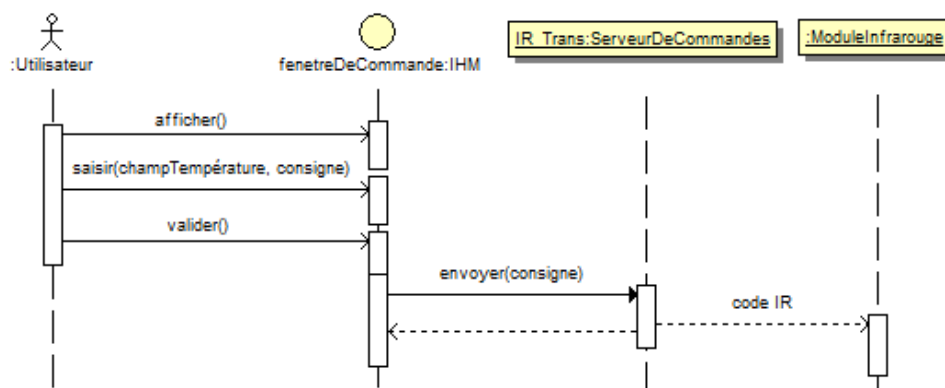 :Utilisateur
fenetreDeCommande:IHM
IR_Trans:ServeurDeCommandes
:ModuleInfrarouge
afficher()
saisir(champTempérature, consigne)
valider()
envoyer(consigne)
code IR